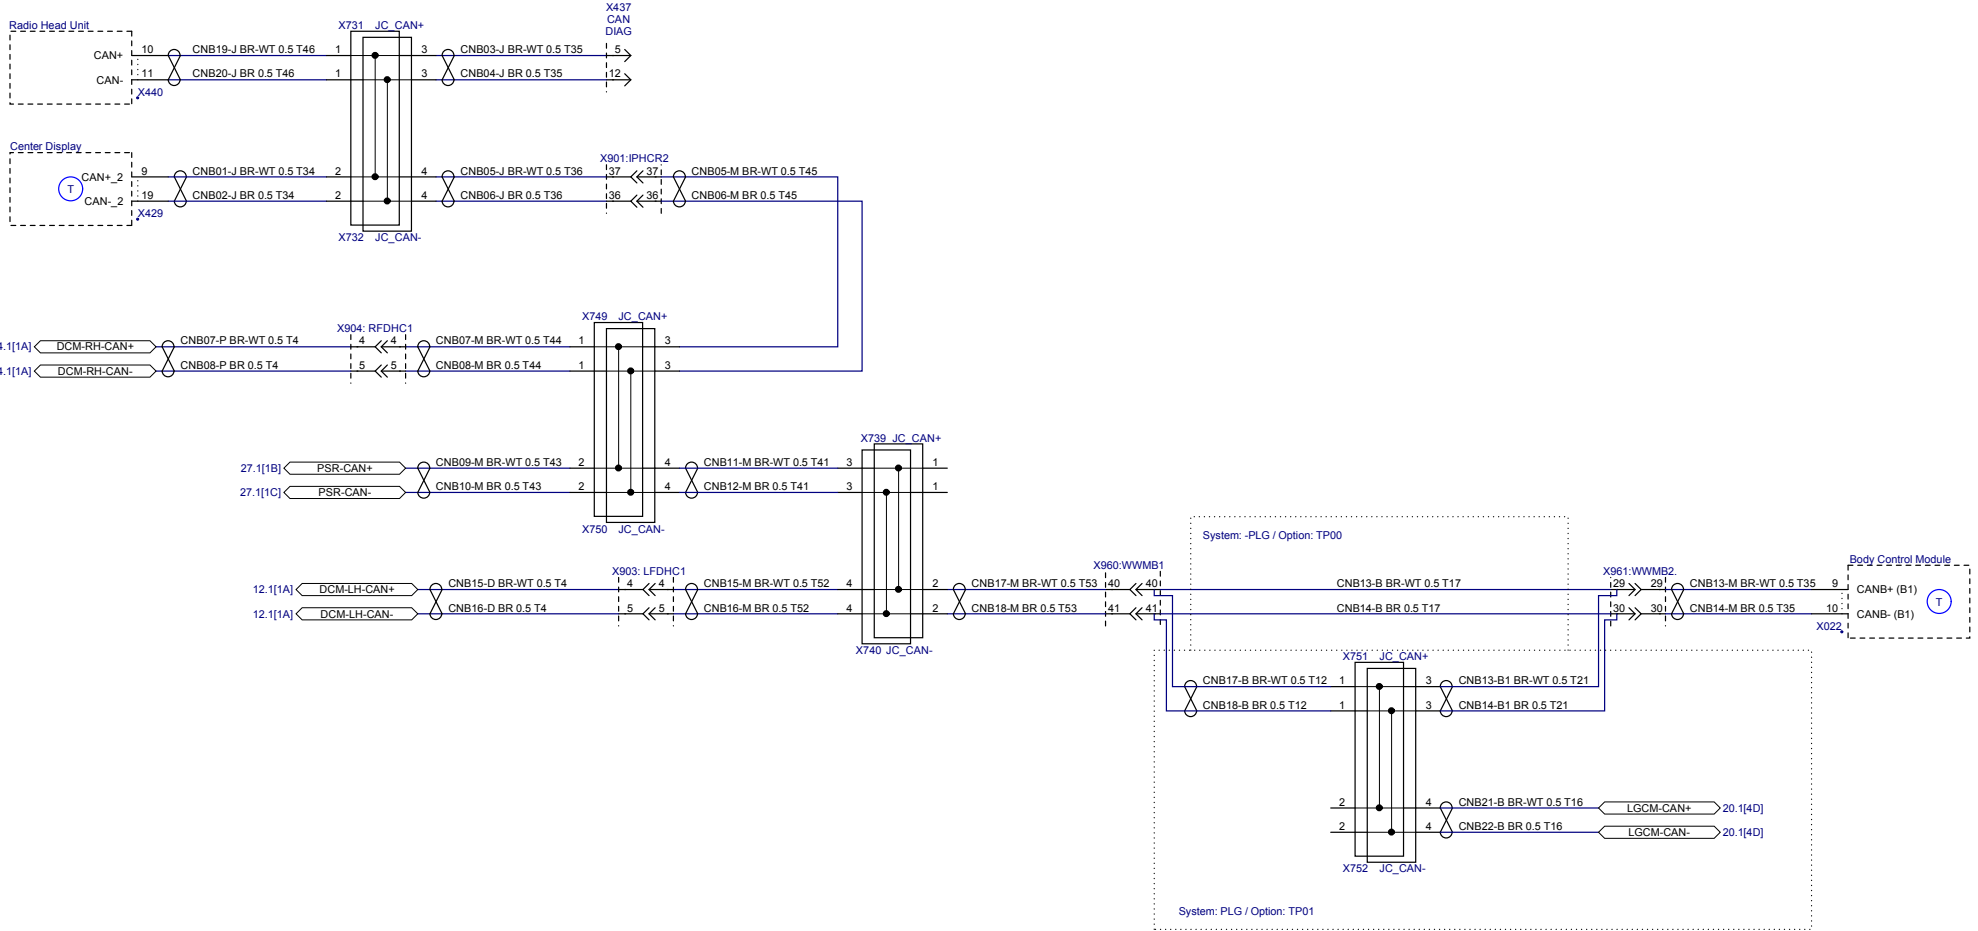 X437
CAN
DIAG
Radio Head Unit
X731 JC_CAN+
CAN+ 10 CNB19-J BR-WT 0.5 T46 1 3 CNB03-J BR-WT 0.5 T35 5
CAN- 11 CNB20-J BR 0.5 T46 1 3 CNB04-J BR 0.5 T35 12
X440
Center Display
X901:IPHCR2
T CAN+_2 9 CNB01-J BR-WT 0.5 T34 2 4 CNB05-J BR-WT 0.5 T36 37 37 CNB05-M BR-WT 0.5 T45
CAN-_2 19 CNB02-J BR 0.5 T34 2 4 CNB06-J BR 0.5 T36 36 36 CNB06-M BR 0.5 T45
X429
X732 JC_CAN-
X749 JC_CAN+
X904: RFDHC1
.1[1A] DCM-RH-CAN+ CNB07-P BR-WT 0.5 T4 4 4 CNB07-M BR-WT 0.5 T44 1 3
.1[1A] DCM-RH-CAN- CNB08-P BR 0.5 T4 5 5 CNB08-M BR 0.5 T44 1 3
X739 JC_CAN+
27.1[1B] PSR-CAN+ CNB09-M BR-WT 0.5 T43 2 4 CNB11-M BR-WT 0.5 T41 3 1
27.1[1C] PSR-CAN- CNB10-M BR 0.5 T43 2 4 CNB12-M BR 0.5 T41 3 1
X750 JC_CAN-
System: -PLG / Option: TP00
X903: LFDHC1 X960:WWMB1 X961:WWMB2. Body Control Module
12.1[1A] DCM-LH-CAN+ CNB15-D BR-WT 0.5 T4 4 4 CNB15-M BR-WT 0.5 T52 4 2 CNB17-M BR-WT 0.5 T53 40 40 CNB13-B BR-WT 0.5 T17 29 29 CNB13-M BR-WT 0.5 T35 9 CANB+ (B1) T
12.1[1A] DCM-LH-CAN- CNB16-D BR 0.5 T4 5 5 CNB16-M BR 0.5 T52 4 2 CNB18-M BR 0.5 T53 41 41 CNB14-B BR 0.5 T17 30 30 CNB14-M BR 0.5 T35 10 CANB- (B1)
X022
X740 JC_CAN-
X751 JC_CAN+
CNB17-B BR-WT 0.5 T12 1 3 CNB13-B1 BR-WT 0.5 T21
CNB18-B BR 0.5 T12 1 3 CNB14-B1 BR 0.5 T21
2 4 CNB21-B BR-WT 0.5 T16 LGCM-CAN+ 20.1[4D]
2 4 CNB22-B BR 0.5 T16 LGCM-CAN- 20.1[4D]
X752 JC_CAN-
System: PLG / Option: TP01